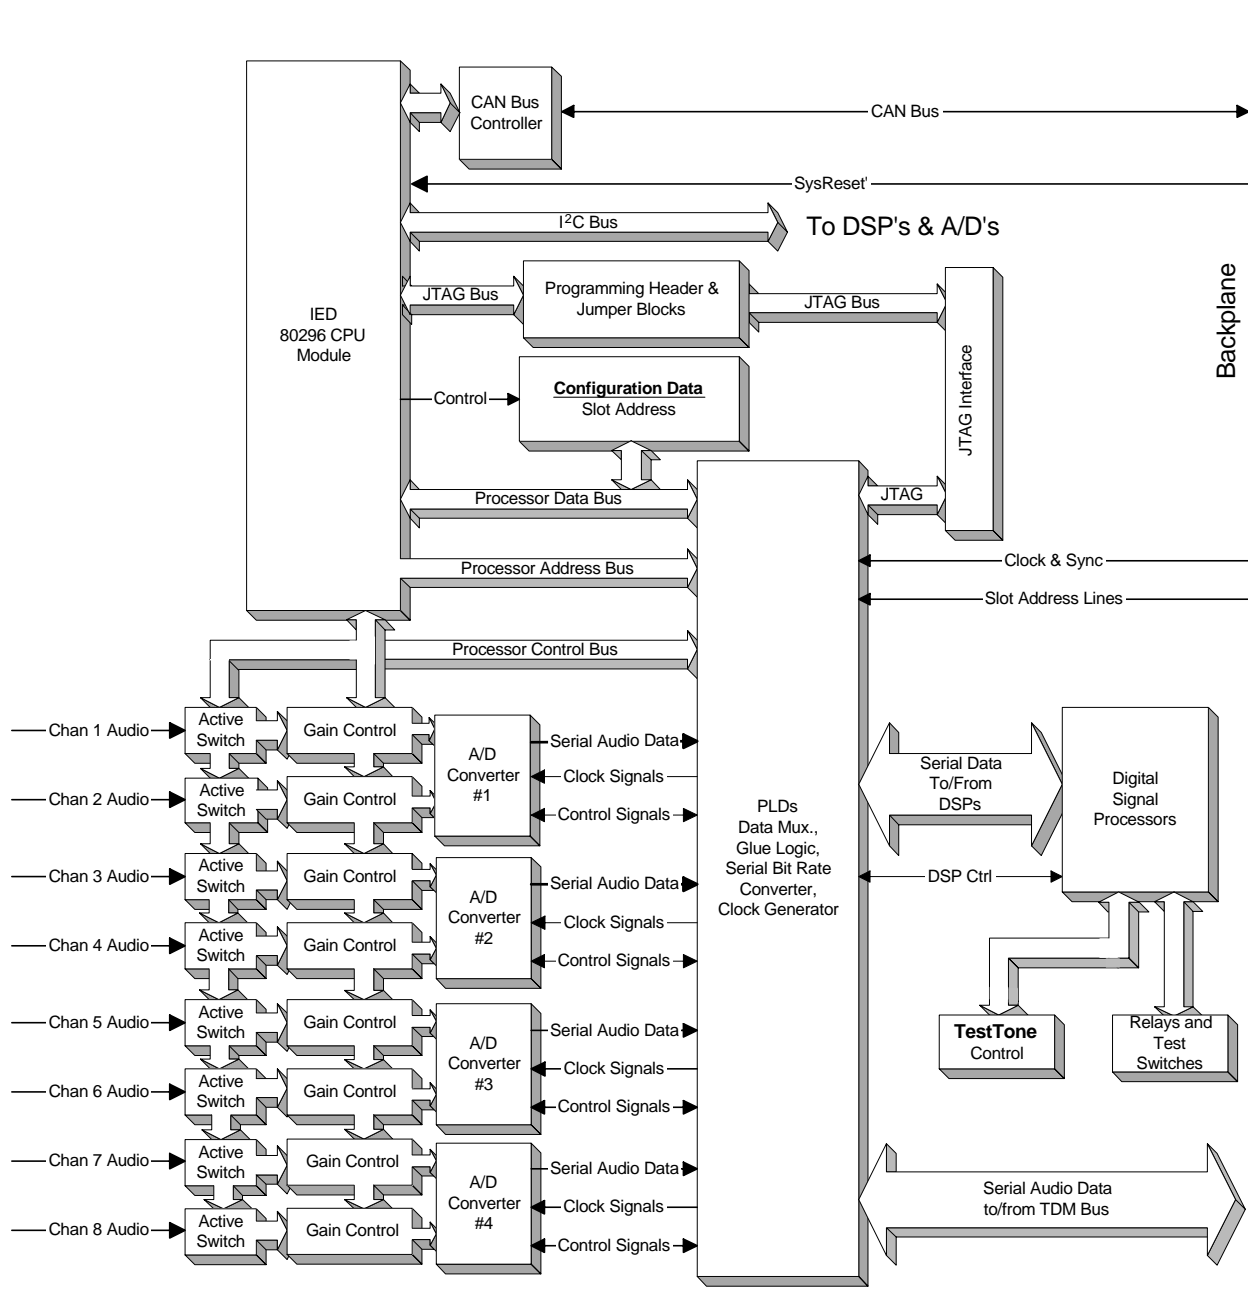 CAN Bus
Controller
CAN Bus
SysReset'
I²C Bus
To DSP's & A/D's
Backplane
IED
80296 CPU
Module
JTAG Bus
Programming Header &
Jumper Blocks
JTAG Bus
JTAG Interface
Control
Configuration Data
Slot Address
Processor Data Bus
JTAG
Processor Address Bus
Clock & Sync
Slot Address Lines
Processor Control Bus
Chan 1 Audio
Active
Switch
Gain Control
Chan 2 Audio
Active
Switch
Gain Control
A/D
Converter
#1
Serial Audio Data
Clock Signals
Control Signals
Chan 3 Audio
Active
Switch
Gain Control
Chan 4 Audio
Active
Switch
Gain Control
A/D
Converter
#2
Serial Audio Data
Clock Signals
Control Signals
Chan 5 Audio
Active
Switch
Gain Control
Chan 6 Audio
Active
Switch
Gain Control
A/D
Converter
#3
Serial Audio Data
Clock Signals
Control Signals
Chan 7 Audio
Active
Switch
Gain Control
Chan 8 Audio
Active
Switch
Gain Control
A/D
Converter
#4
Serial Audio Data
Clock Signals
Control Signals
PLDs
Data Mux.,
Glue Logic,
Serial Bit Rate
Converter,
Clock Generator
Serial Data
To/From
DSPs
Digital
Signal
Processors
DSP Ctrl
TestTone
Control
Relays and
Test
Switches
Serial Audio Data
to/from TDM Bus